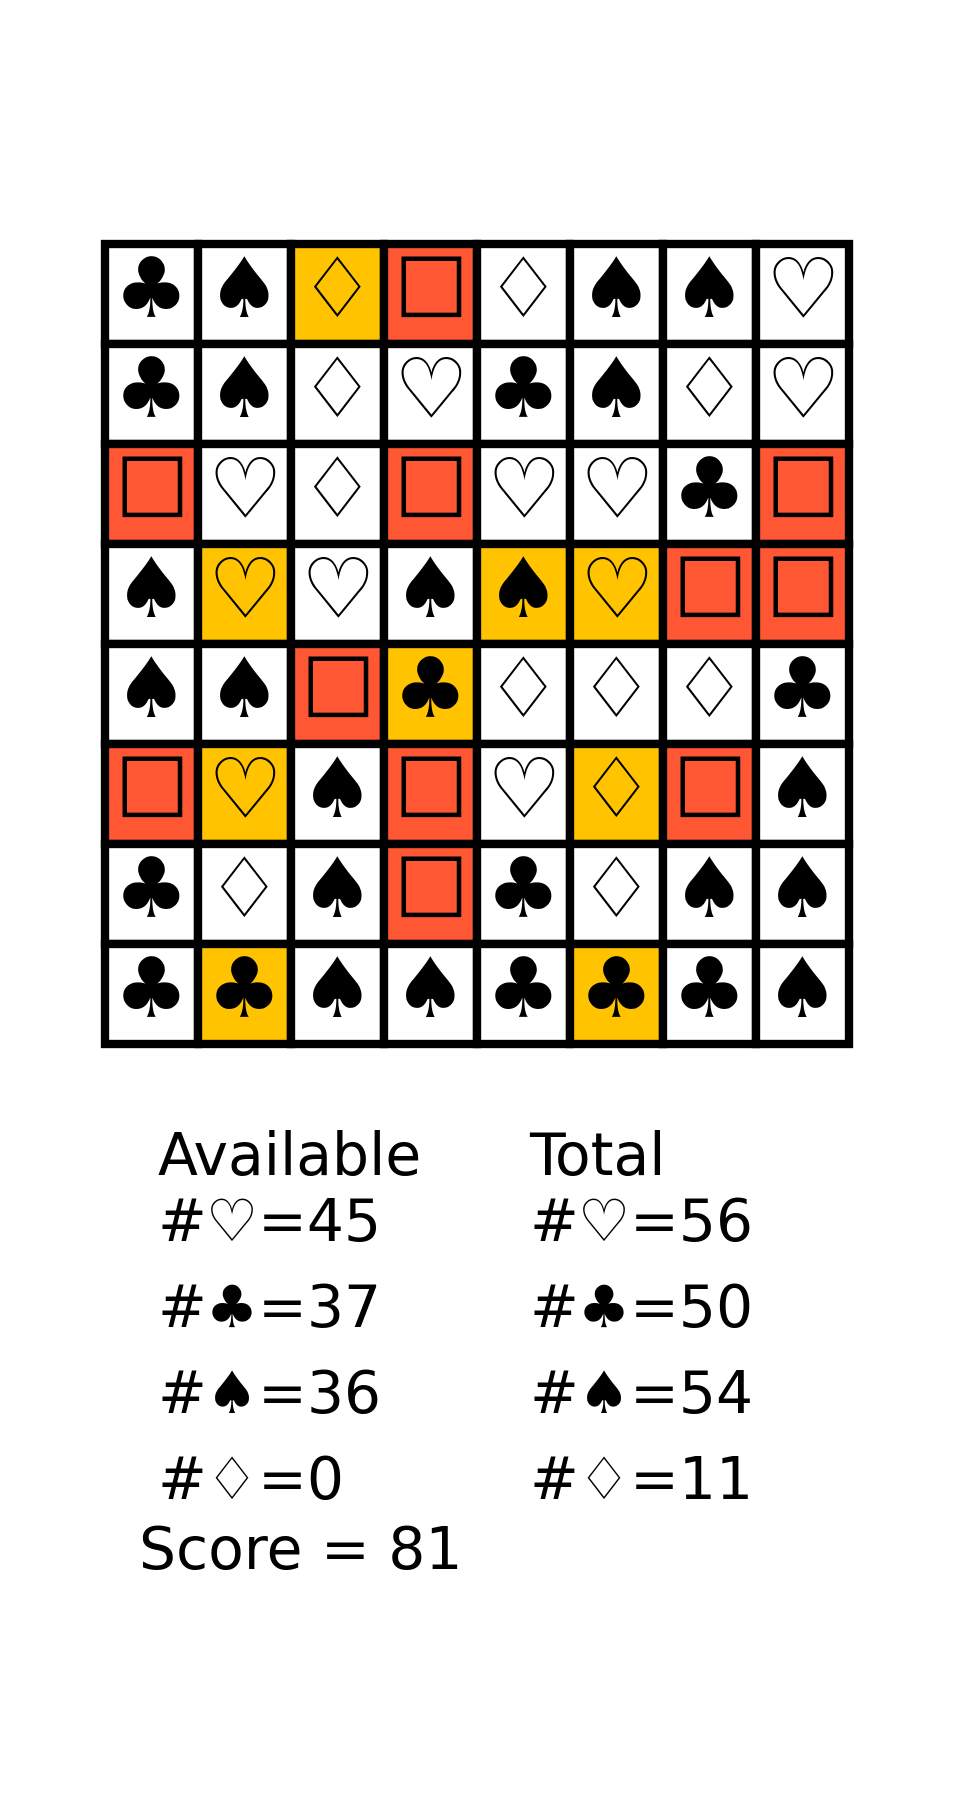 ♣ ♠ ♢ □ ♢ ♠ ♠ ♡
♣ ♠ ♢ ♡ ♣ ♠ ♢ ♡
□ ♡ ♢ □ ♡ ♡ ♣ □
♠ ♡ ♡ ♠ ♠ ♡ □ □
♠ ♠ □ ♣ ♢ ♢ ♢ ♣
□ ♡ ♠ □ ♡ ♢ □ ♠
♣ ♢ ♠ □ ♣ ♢ ♠ ♠
♣ ♣ ♠ ♠ ♣ ♣ ♣ ♠
Available Total
#♡=45 #♡=56
#♣=37 #♣=50
#♠=36 #♠=54
#♢=0 #♢=11
Score = 81